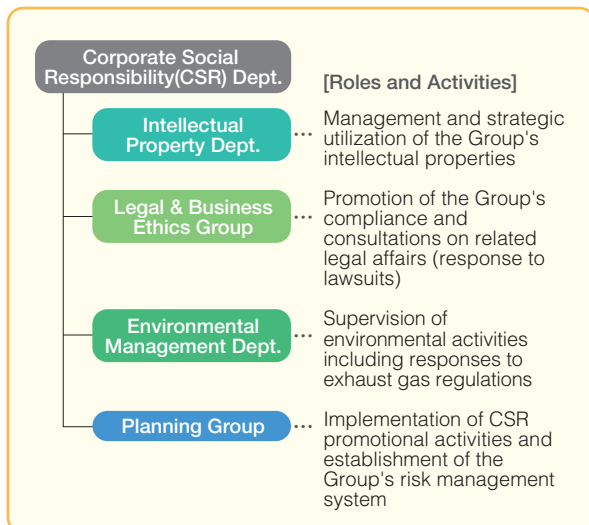 Corporate Social
Responsibility(CSR) Dept.
[Roles and Activities]
Intellectual
Property Dept.
...
Management and strategic
utilization of the Group's
intellectual properties
Legal & Business
Ethics Group
...
Promotion of the Group's
compliance and
consultations on related
legal affairs (response to
lawsuits)
Environmental
Management Dept.
...
Supervision of
environmental activities
including responses to
exhaust gas regulations
Planning Group
...
Implementation of CSR
promotional activities and
establishment of the
Group's risk management
system